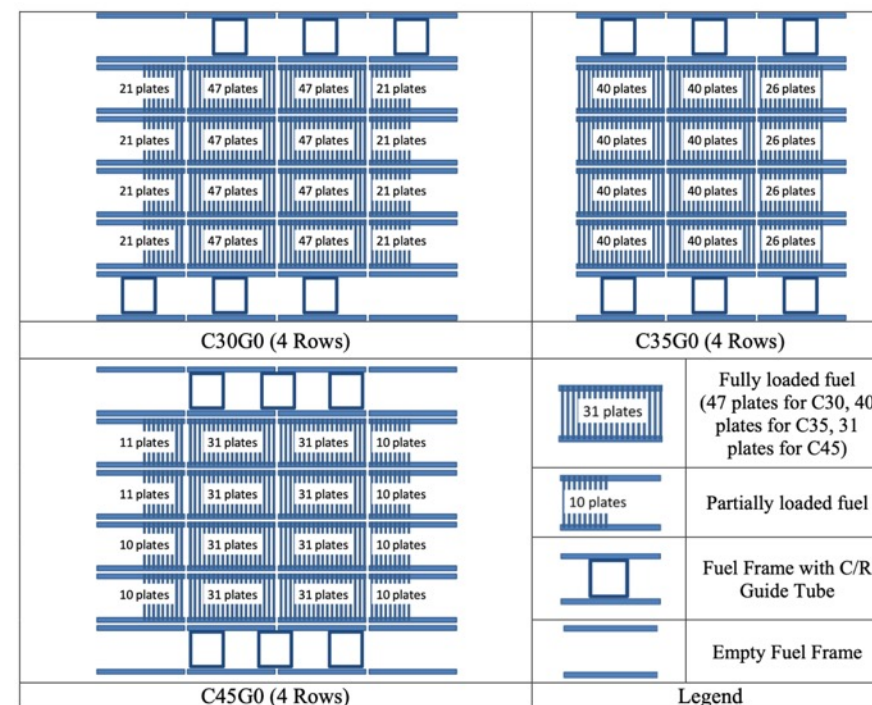 21 plates 47 plates 47 plates 21 plates
21 plates 47 plates 47 plates 21 plates
21 plates 47 plates 47 plates 21 plates
21 plates 47 plates 47 plates 21 plates
C30G0 (4 Rows)
40 plates 40 plates 26 plates
40 plates 40 plates 26 plates
40 plates 40 plates 26 plates
40 plates 40 plates 26 plates
C35G0 (4 Rows)
11 plates 31 plates 31 plates 10 plates
11 plates 31 plates 31 plates 10 plates
10 plates 31 plates 31 plates 10 plates
10 plates 31 plates 31 plates 10 plates
C45G0 (4 Rows)
31 plates
Fully loaded fuel
(47 plates for C30, 40
plates for C35, 31
plates for C45)
10 plates
Partially loaded fuel
Fuel Frame with C/R
Guide Tube
Empty Fuel Frame
Legend